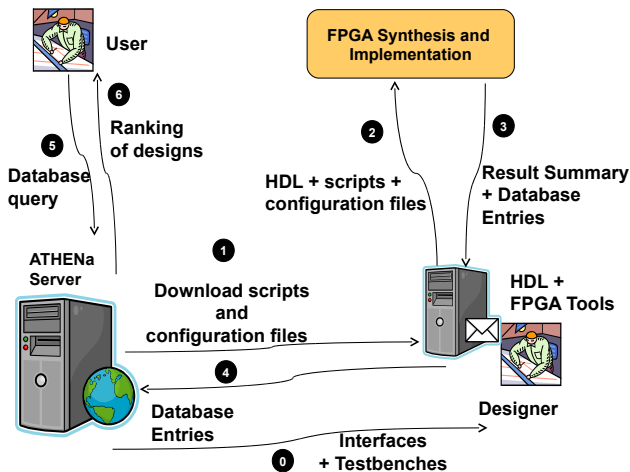 User
FPGA Synthesis and
Implementation
6
Ranking
of designs
5
Database
query
2
3
HDL + scripts +
configuration files
Result Summary
+ Database
Entries
ATHENa
Server
1
Download scripts
and
configuration files
HDL +
FPGA Tools
4
Database
Entries
Designer
0
Interfaces
+ Testbenches